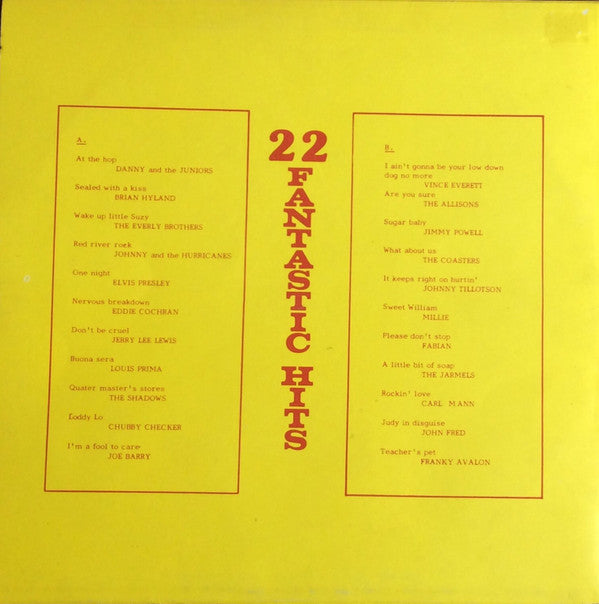 A.
At the hop
DANNY and the JUNIORS
Sealed with a kiss
BRIAN HYLAND
Wake up little Suzy
THE EVERLY BROTHERS
Red river rock
JOHNNY and the HURRICANES
One night
ELVIS PRESLEY
Nervous breakdown
EDDIE COCHRAN
Don't be cruel
JERRY LEE LEWIS
Buona sera
LOUIS PRIMA
Quater master's stores
THE SHADOWS
Loddy Lo
CHUBBY CHECKER
I'm a fool to care
JOE BARRY
22
FANTASTIC HITS
B.
I ain't gonna be your low down
dog no more
VINCE EVERETT
Are you sure
THE ALLISONS
Sugar baby
JIMMY POWELL
What about us
THE COASTERS
It keeps right on hurtin'
JOHNNY TILLOTSON
Sweet William
MILLIE
Please don't stop
FABIAN
A little bit of soap
THE JARMELS
Rockin' love
CARL MANN
Judy in disguise
JOHN FRED
Teacher's pet
FRANKY AVALON